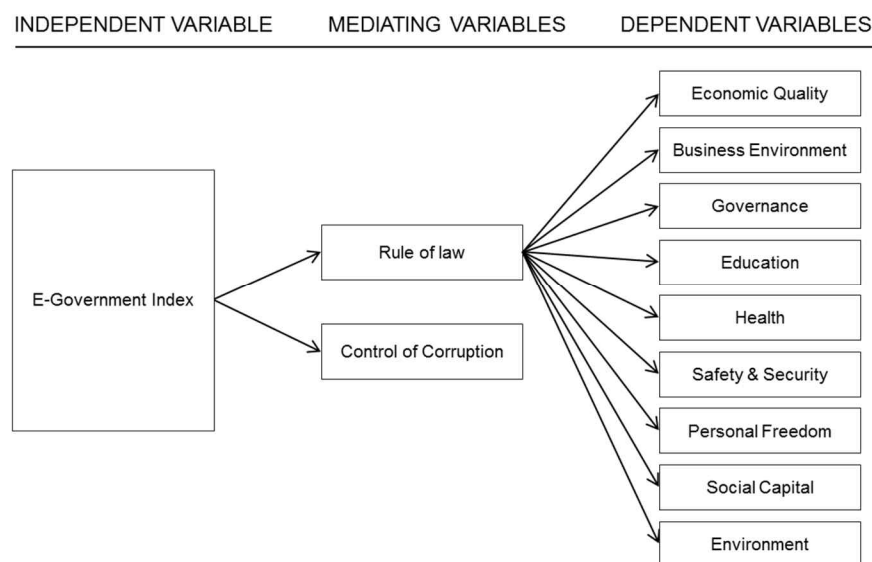 INDEPENDENT VARIABLE
MEDIATING VARIABLES
DEPENDENT VARIABLES
E-Government Index
Rule of law
Control of Corruption
Economic Quality
Business Environment
Governance
Education
Health
Safety & Security
Personal Freedom
Social Capital
Environment